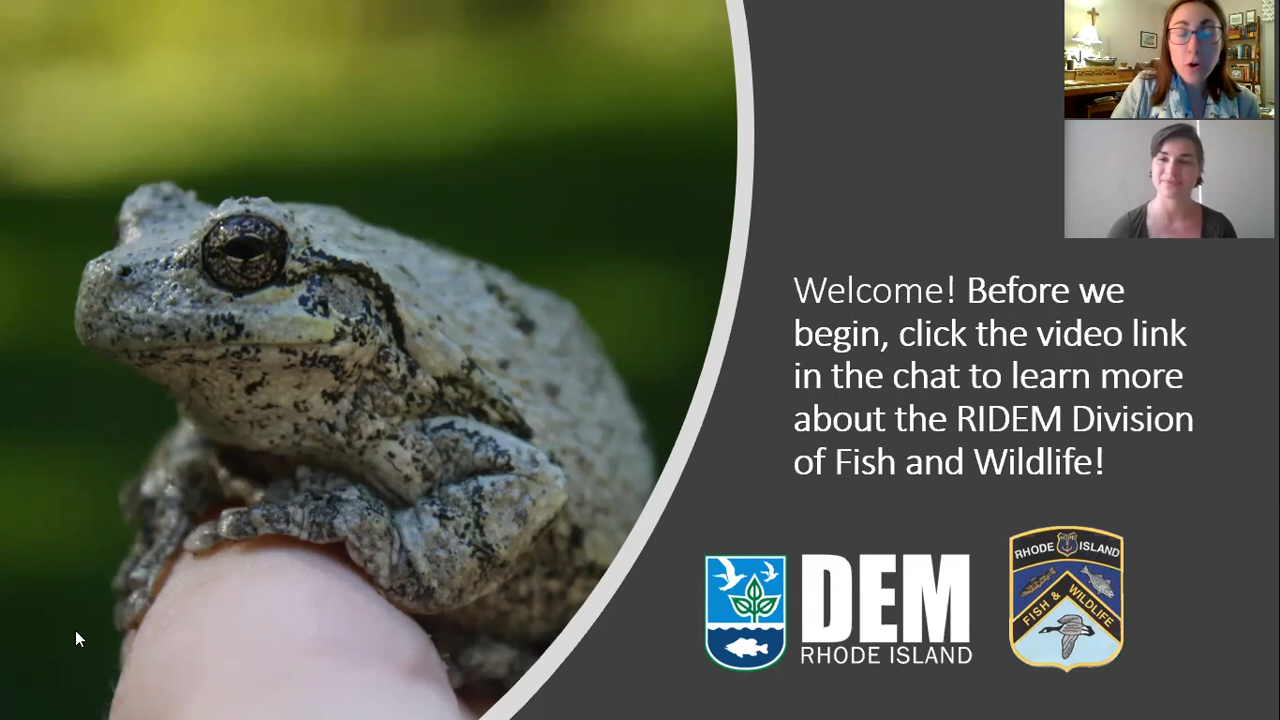 Welcome! Before we
begin, click the video link
in the chat to learn more
about the RIDEM Division
of Fish and Wildlife!
DEM
RHODE ISLAND
RHODE ISLAND
FISH & WILDLIFE